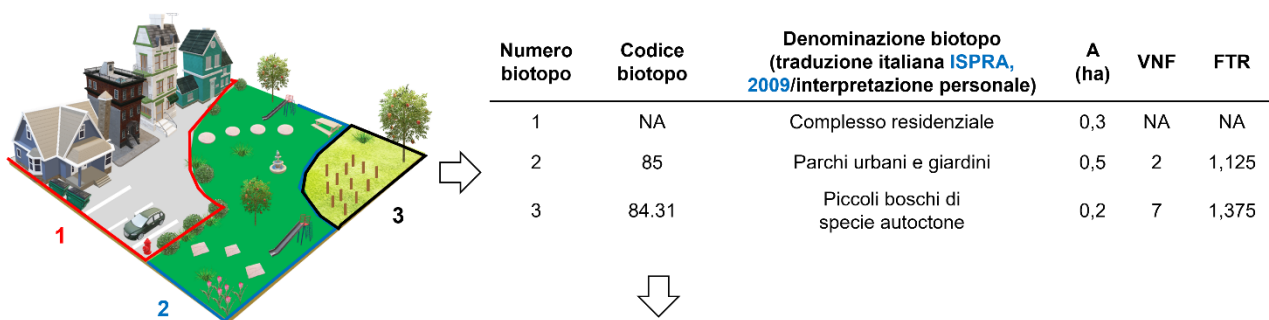 1
2
3
Numero biotopo Codice biotopo Denominazione biotopo (traduzione italiana ISPRA, 2009/interpretazione personale) A (ha) VNF FTR
1 NA Complesso residenziale 0,3 NA NA
2 85 Parchi urbani e giardini 0,5 2 1,125
3 84.31 Piccoli boschi di specie autoctone 0,2 7 1,375